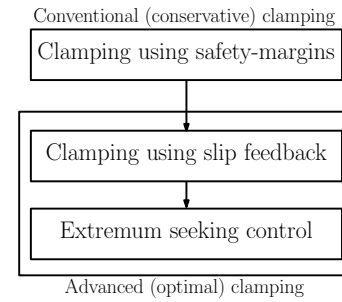 Conventional (conservative) clamping
Clamping using safety-margins
Clamping using slip feedback
Extremum seeking control
Advanced (optimal) clamping